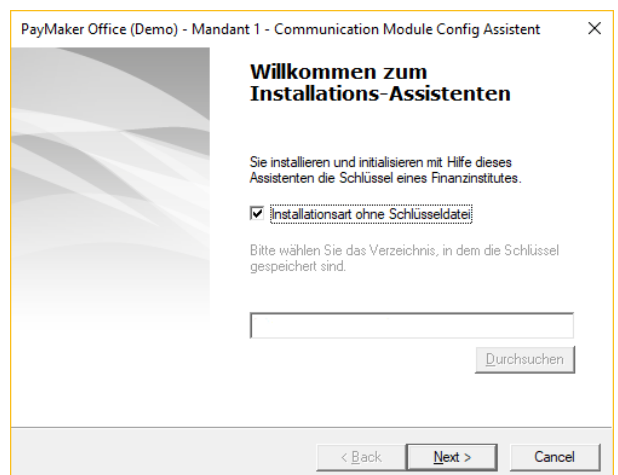 PayMaker Office (Demo) - Mandant 1 - Communication Module Config Assistent
Willkommen zum
Installations-Assistenten
Sie installieren und initialisieren mit Hilfe dieses
Assistenten die Schlüssel eines Finanzinstitutes.
Installationsart ohne Schlüsseldatei
Bitte wählen Sie das Verzeichnis, in dem die Schlüssel
gespeichert sind.
Durchsuchen
< Back Next > Cancel